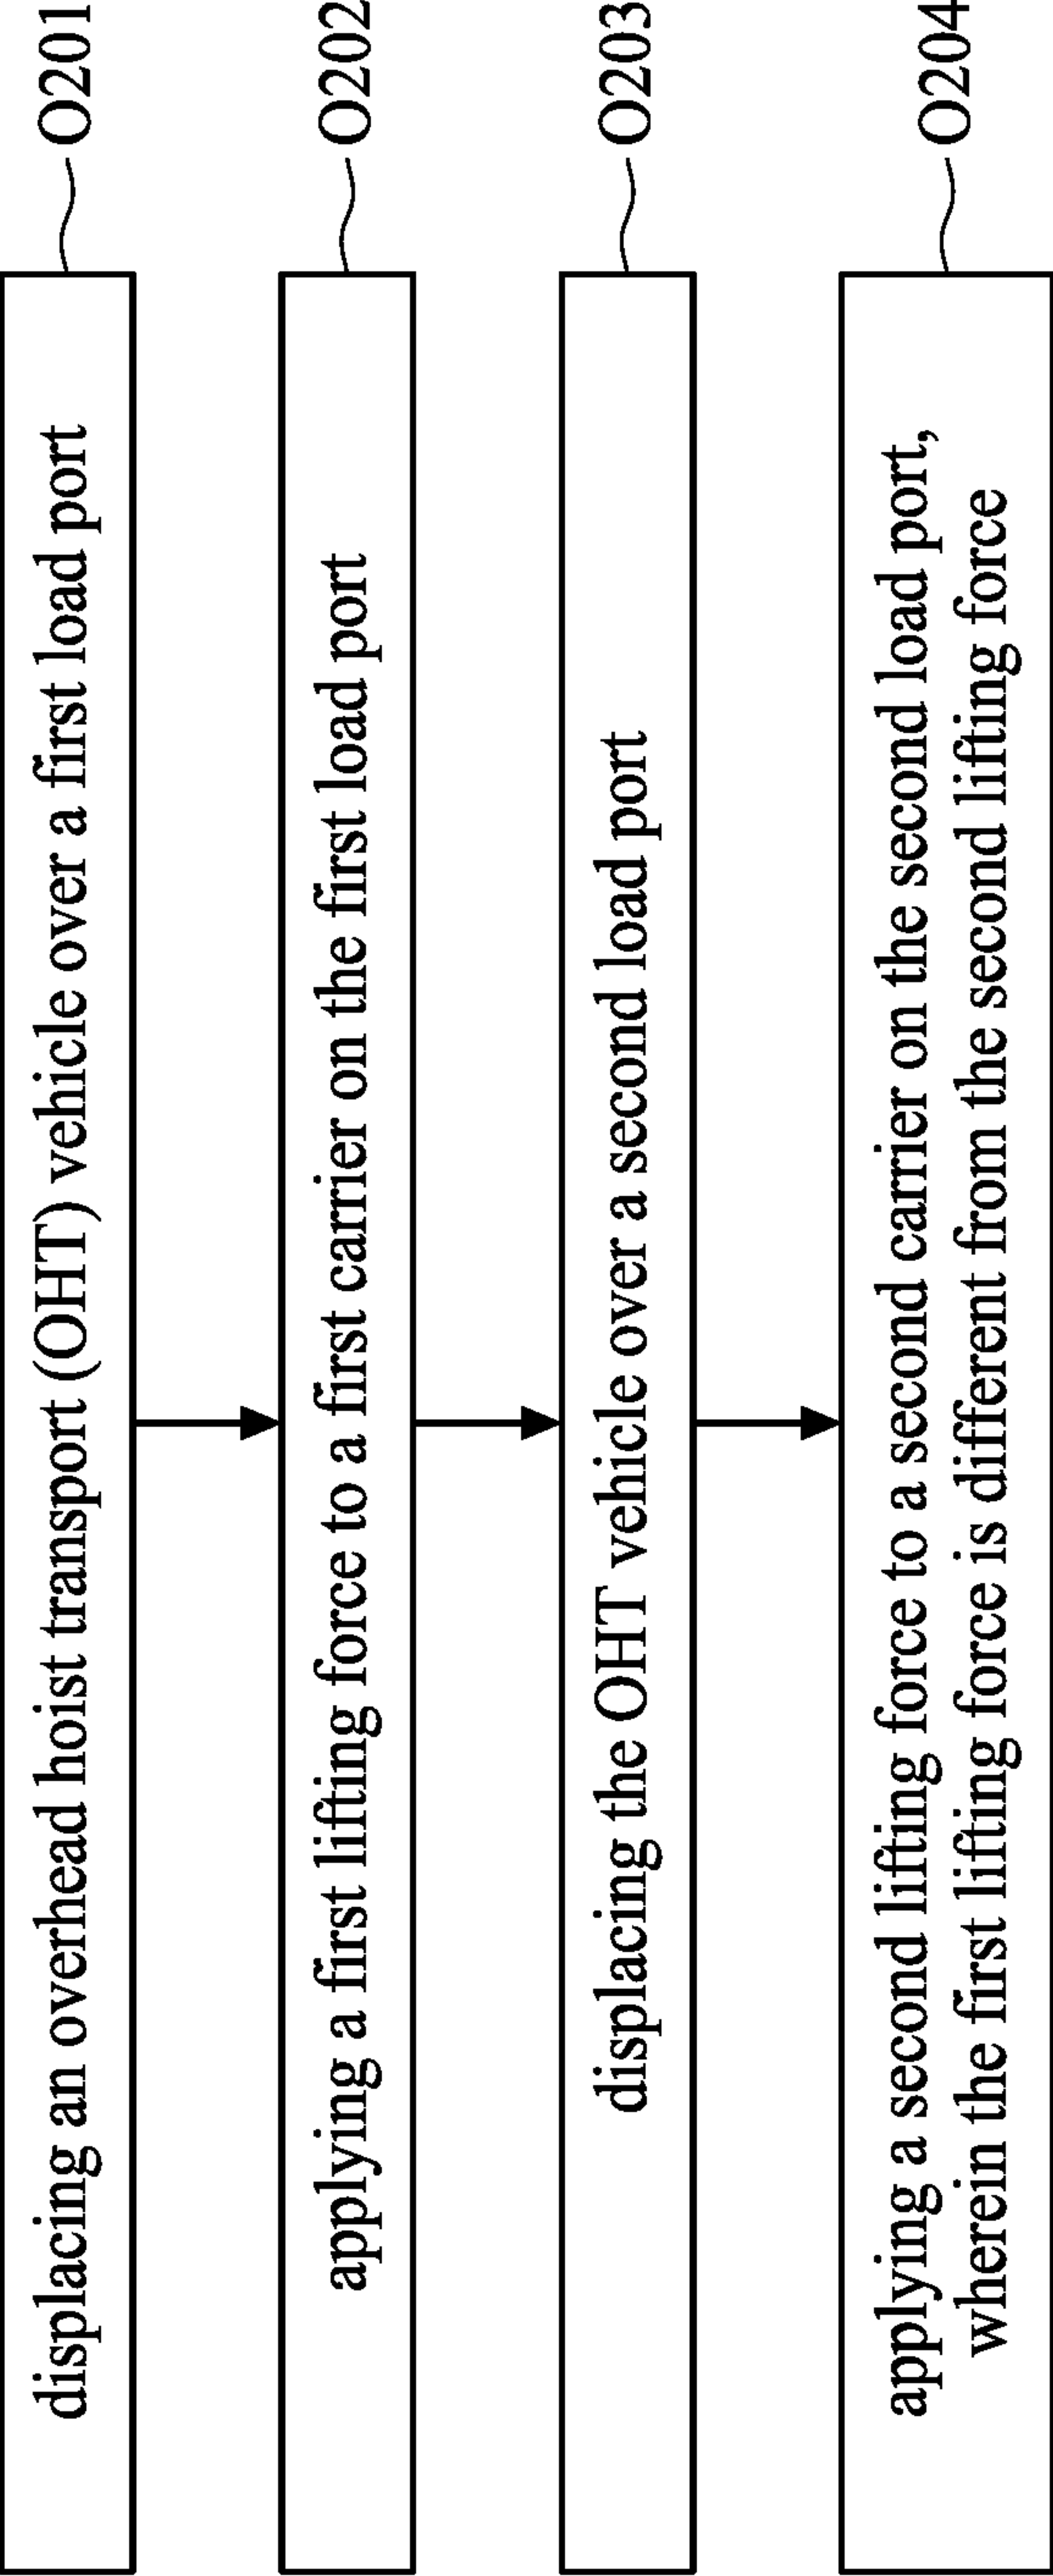 displacing an overhead hoist transport (OHT) vehicle over a first load port
O201
applying a first lifting force to a first carrier on the first load port
O202
displacing the OHT vehicle over a second load port
O203
applying a second lifting force to a second carrier on the second load port,
wherein the first lifting force is different from the second lifting force
O204